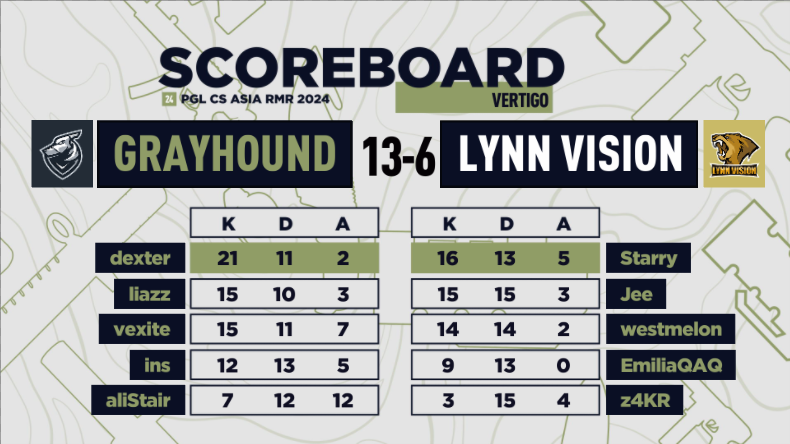 SCOREBOARD
24 PGL CS ASIA RMR 2024
VERTIGO
GRAYHOUND 13-6 LYNN VISION
LYNN VISION
K D A K D A
dexter 21 11 2 16 13 5 Starry
liazz 15 10 3 15 15 3 Jee
vexite 15 11 7 14 14 2 westmelon
ins 12 13 5 9 13 0 EmiliaQAQ
aliStair 7 12 12 3 15 4 z4KR